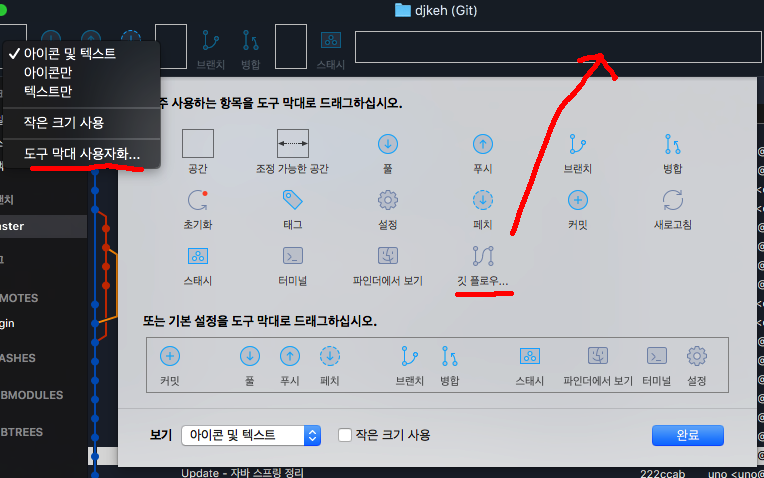 djkeh (Git)
✓ 아이콘 및 텍스트
아이콘만
텍스트만
작은 크기 사용
도구 막대 사용자화...
브랜치 병합 스태시
주 사용하는 항목을 도구 막대로 드래그하십시오.
공간 조정 가능한 공간 풀 푸시 브랜치 병합
초기화 태그 설정 페치 커밋 새로고침
스태시 터미널 파인더에서 보기 깃 플로우...
또는 기본 설정을 도구 막대로 드래그하십시오.
커밋 풀 푸시 페치 브랜치 병합 스태시 파인더에서 보기 터미널 설정
보기 아이콘 및 텍스트 작은 크기 사용 완료
랜치
ster
MOTES
gin
ASHES
BMODULES
BTREES
Update - 자바 스프링 정리 222ccab uno <uno@